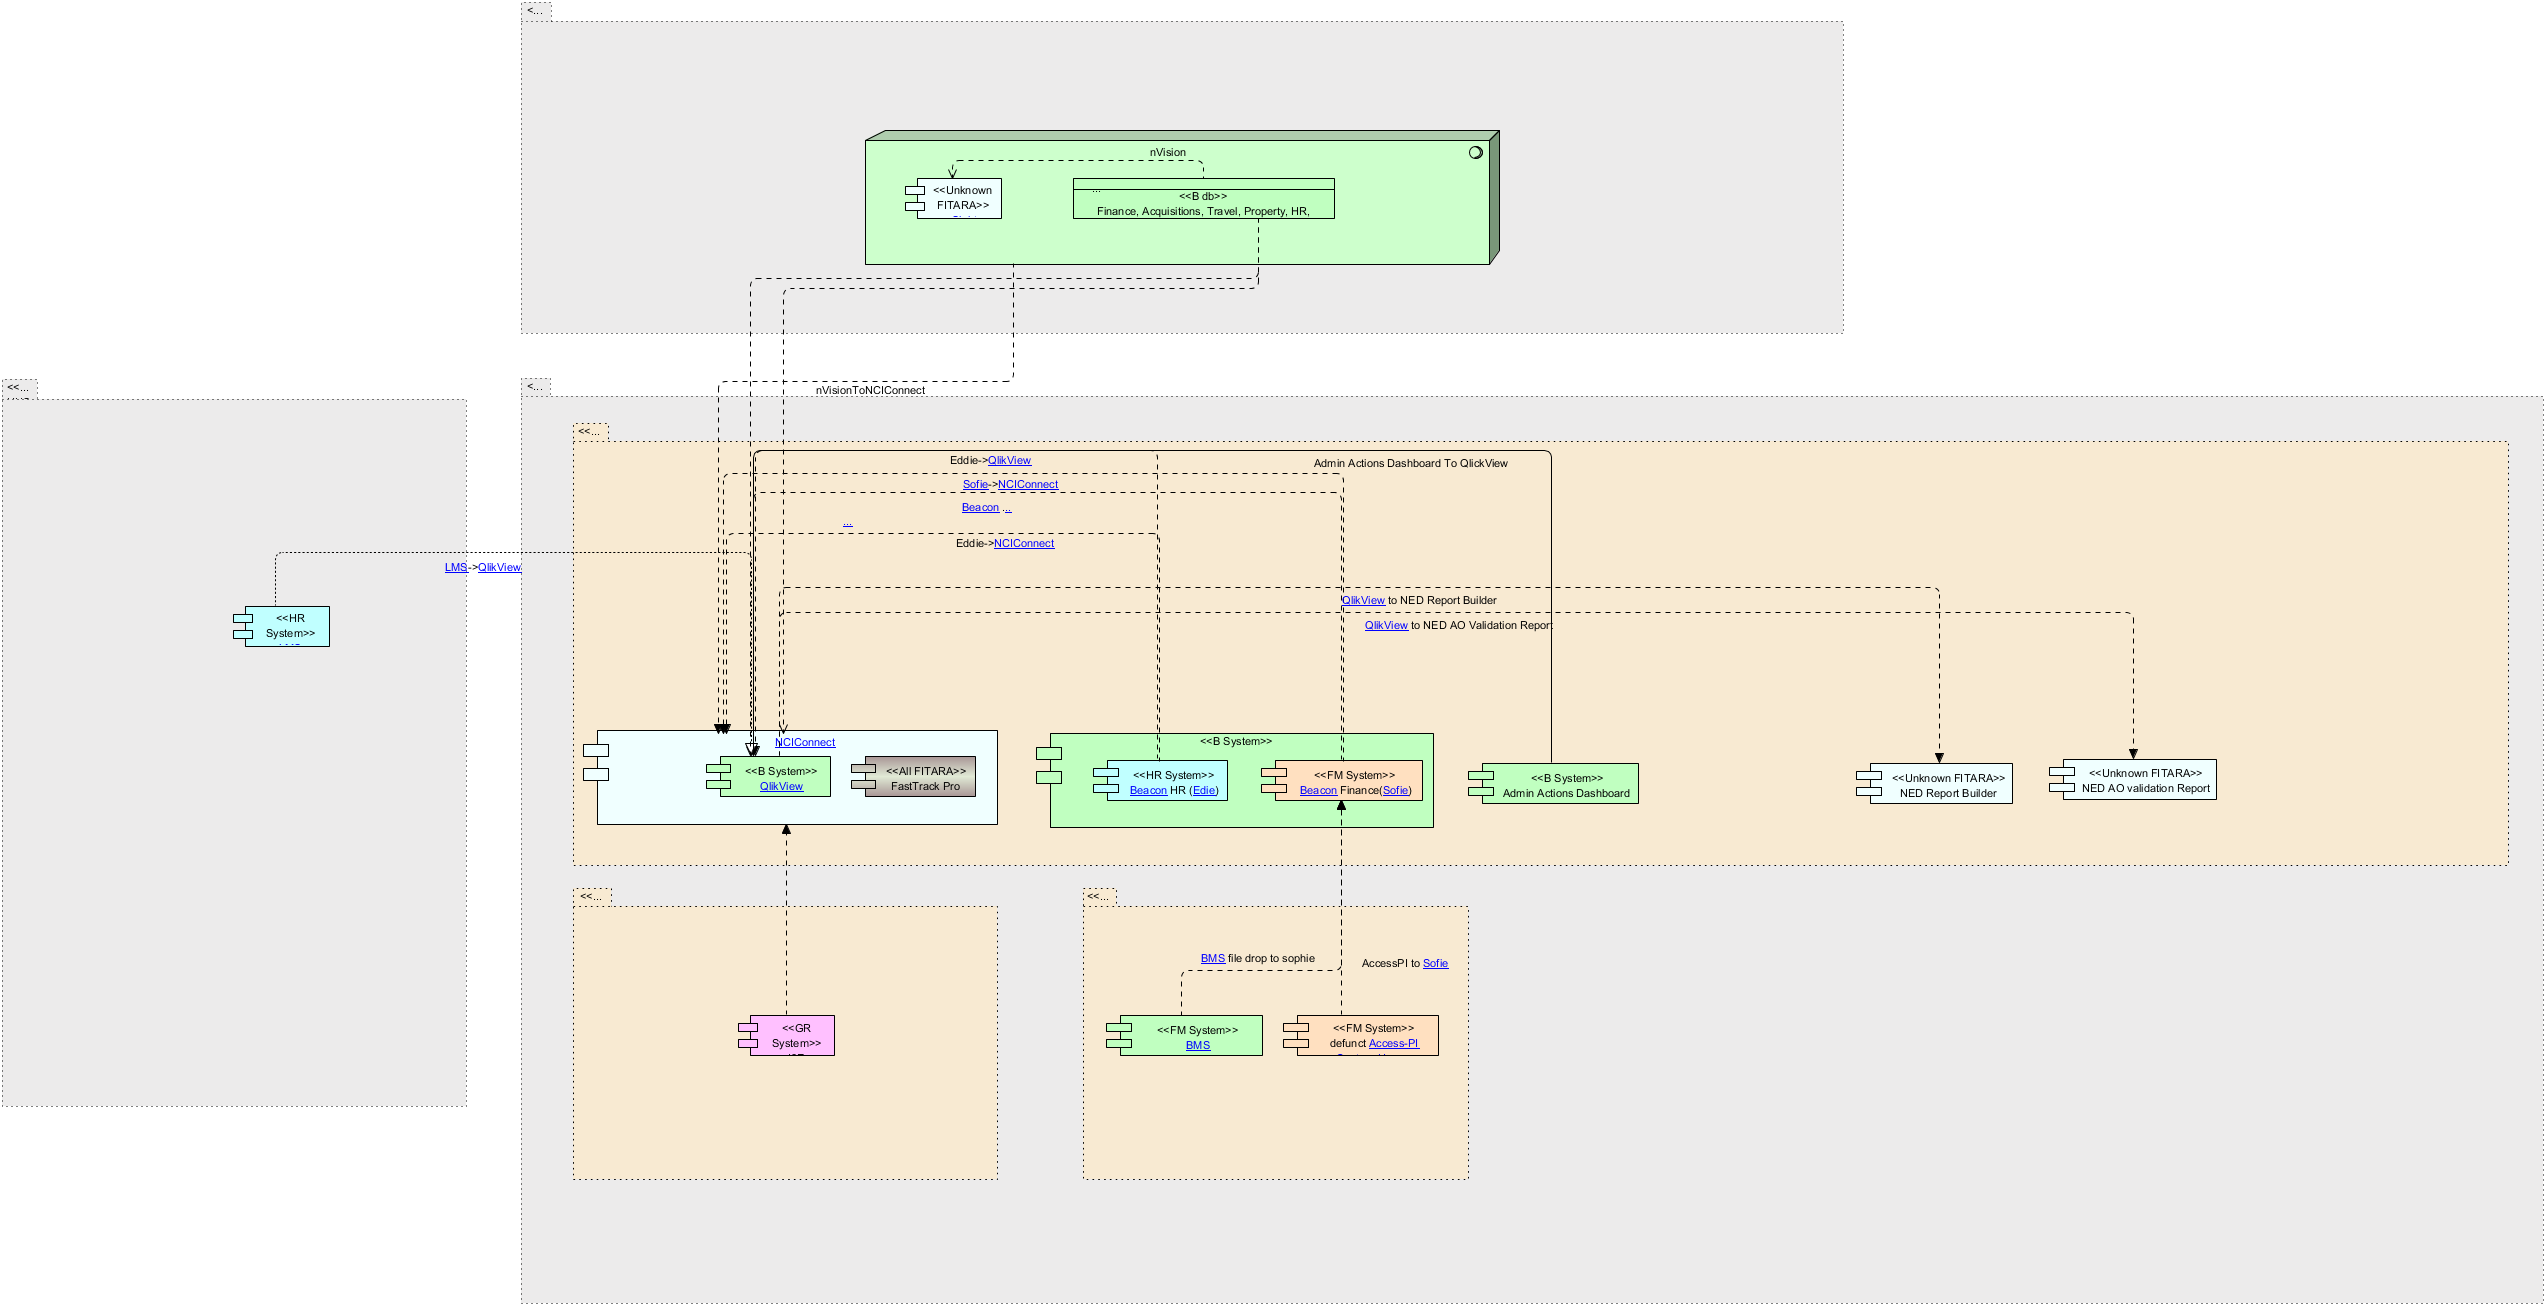 <...
nVision
<<Unknown
FITARA>>
...
<<B db>>
Finance, Acquisitions, Travel, Property, HR,
<<...
<...
nVisionToNCIConnect
<<...
Eddie->QlikView
Admin Actions Dashboard To QlickView
Sofie->NCIConnect
Beacon ...
...
Eddie->NCIConnect
LMS->QlikView
QlikView to NED Report Builder
QlikView to NED AO Validation Report
<<HR
System>>
NCIConnect
<<B System>>
QlikView
<<All FITARA>>
FastTrack Pro
<<B System>>
<<HR System>>
Beacon HR (Edie)
<<FM System>>
Beacon Finance(Sofie)
<<B System>>
Admin Actions Dashboard
<<Unknown FITARA>>
NED Report Builder
<<Unknown FITARA>>
NED AO validation Report
<<...
<<...
BMS file drop to sophie
AccessPI to Sofie
<<GR
System>>
<<FM System>>
BMS
<<FM System>>
defunct Access-PI